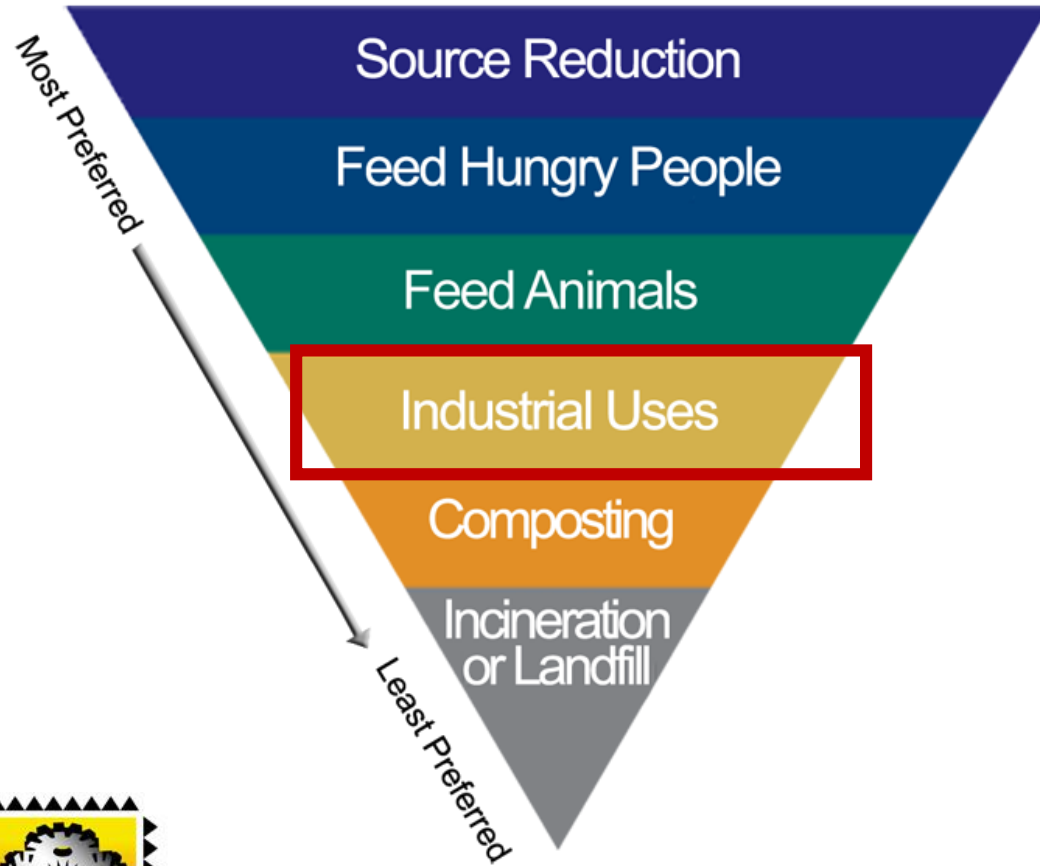 Most Preferred
Source Reduction
Feed Hungry People
Feed Animals
Industrial Uses
Composting
Incineration
or Landfill
Least Preferred